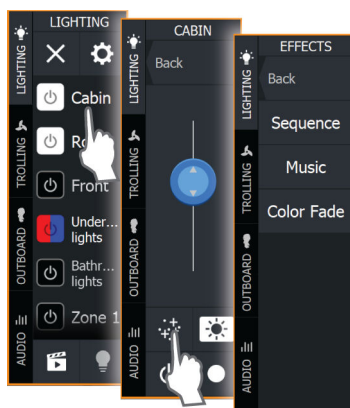 LIGHTING
LIGHTING
TROLLING
OUTBOARD
AUDIO
Cabin
Front
Under...
lights
Bathr...
lights
Zone 1
CABIN
LIGHTING
TROLLING
OUTBOARD
AUDIO
Back
EFFECTS
LIGHTING
TROLLING
OUTBOARD
AUDIO
Back
Sequence
Music
Color Fade